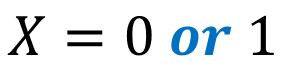 X = 0 or 1